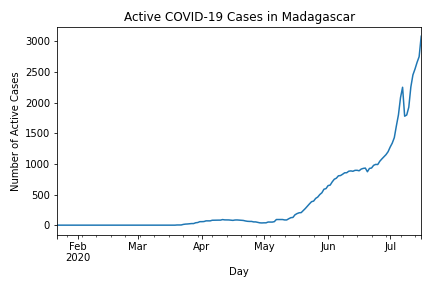 Active COVID-19 Cases in Madagascar
Number of Active Cases
3000
2500
2000
1500
1000
500
0
Feb Mar Apr May Jun Jul
2020
Day